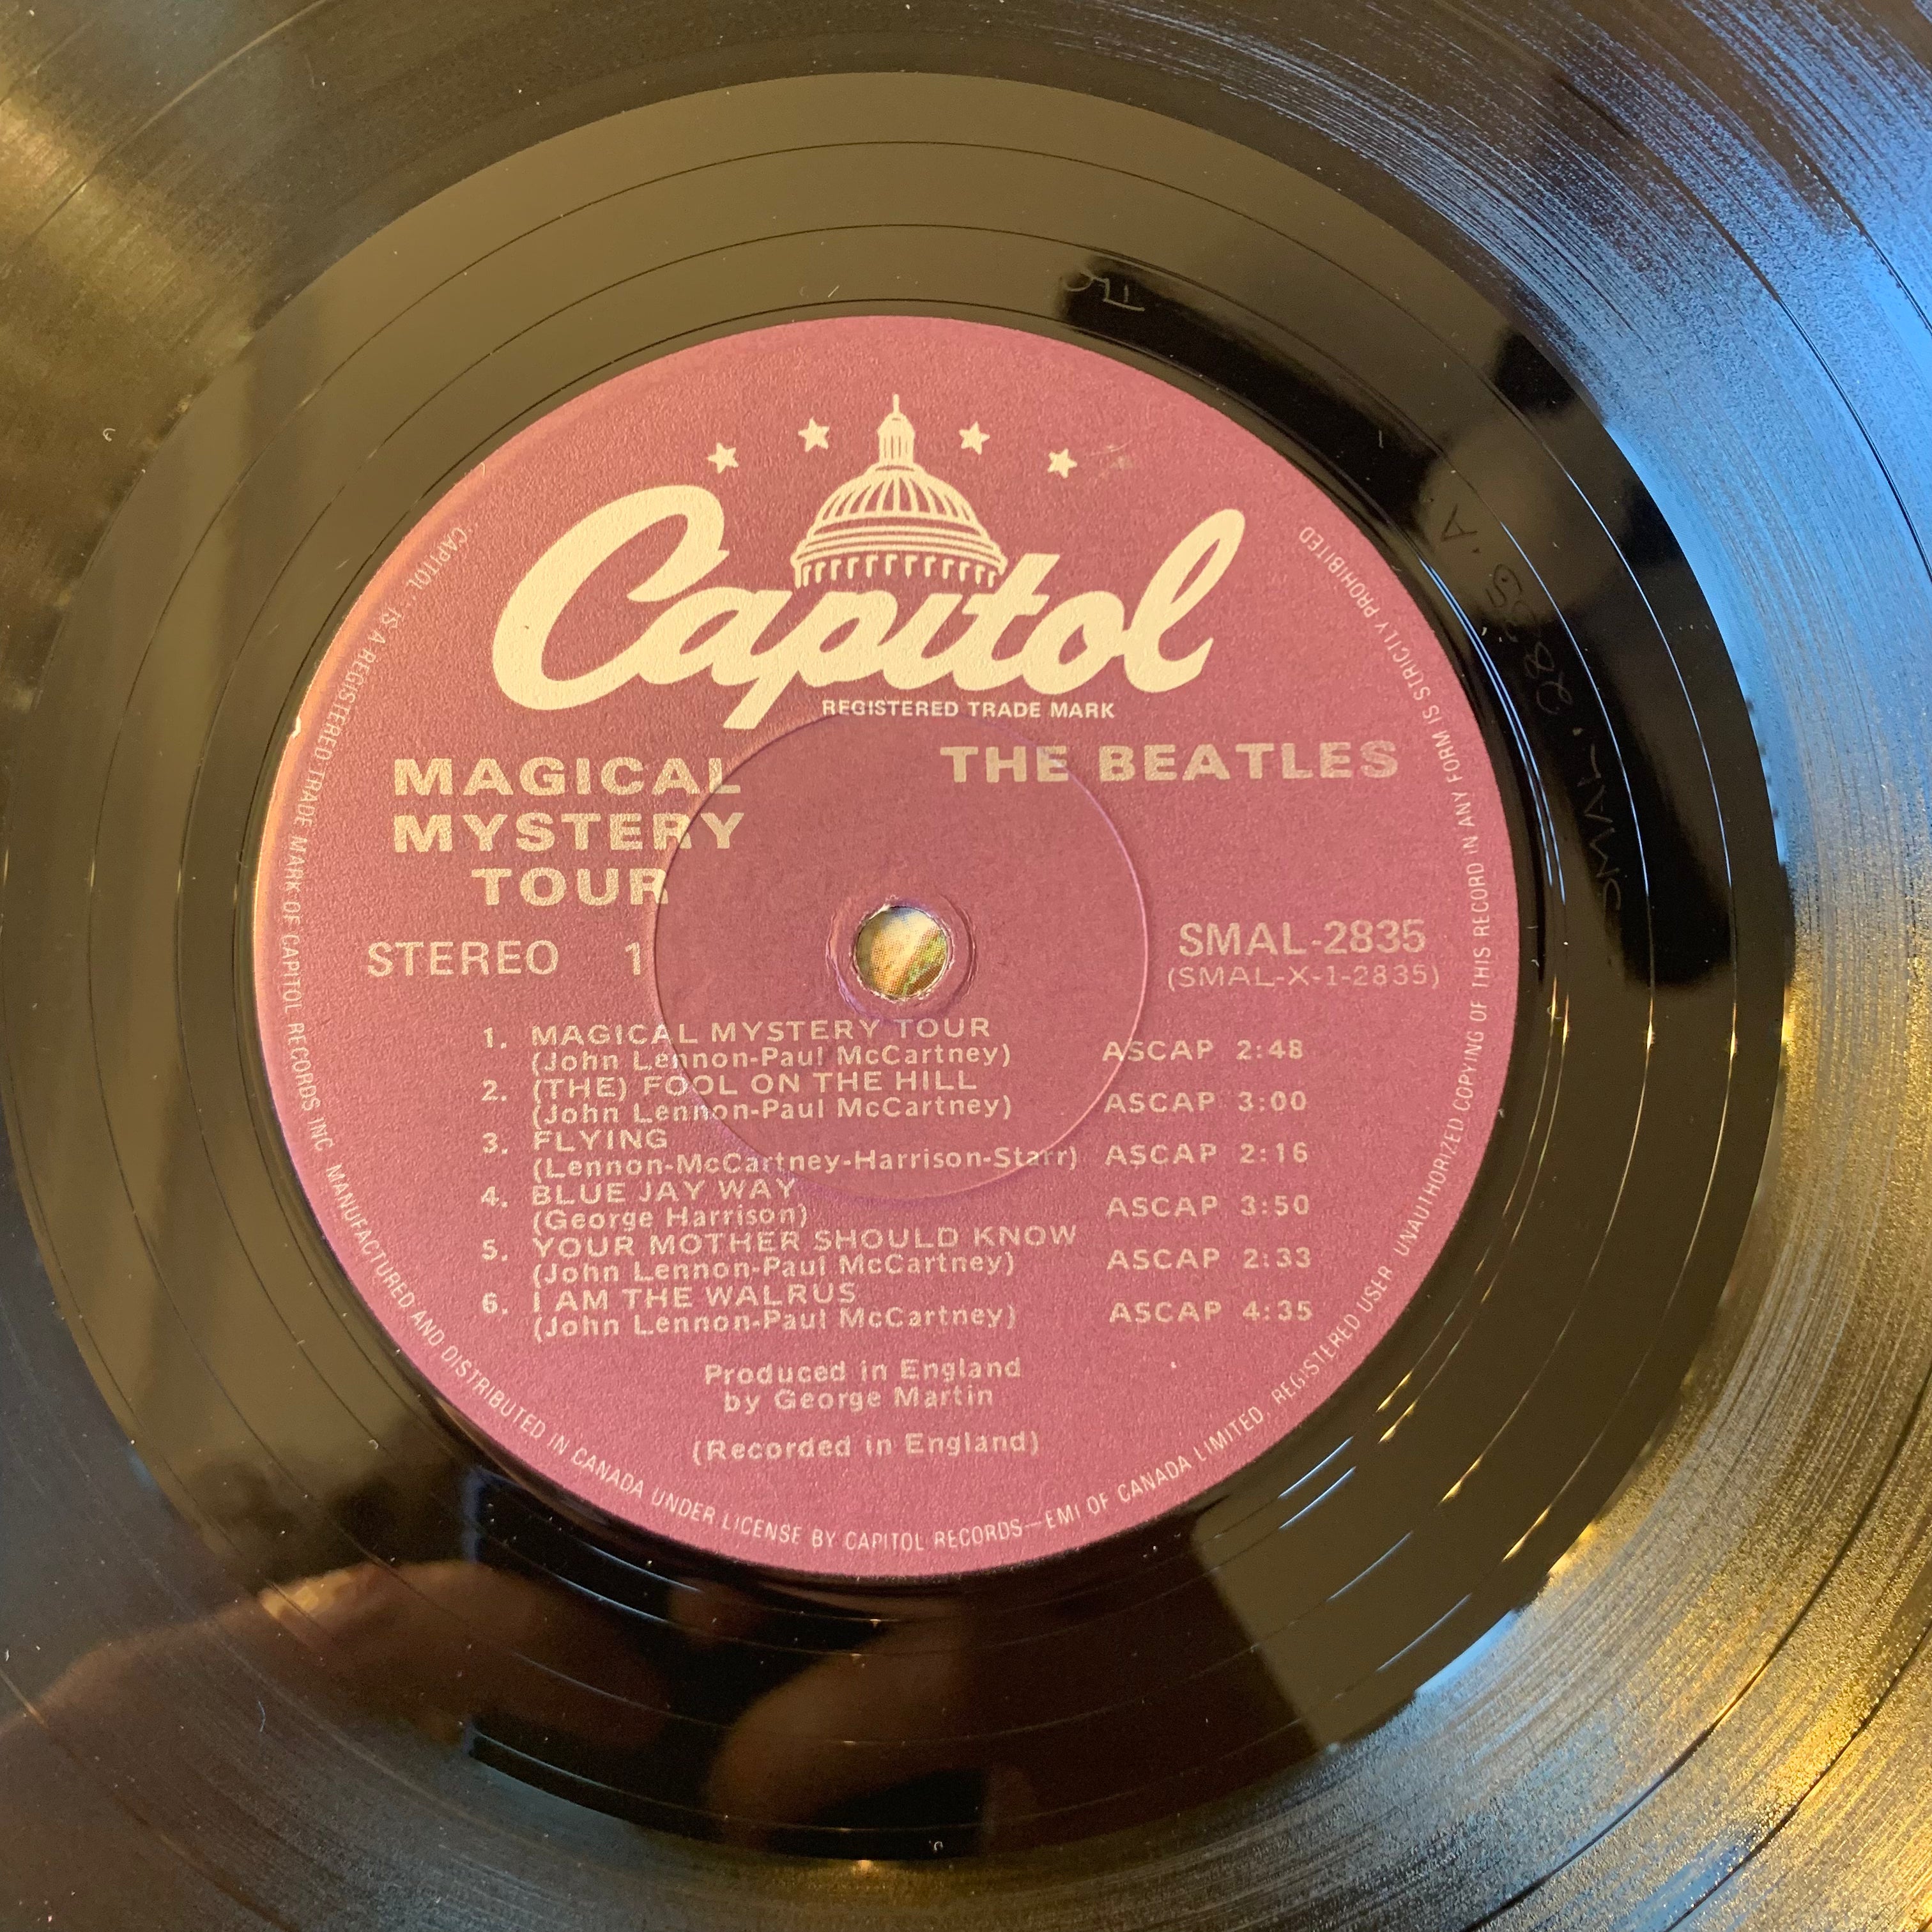 Capitol
REGISTERED TRADE MARK
MAGICAL
MYSTERY
TOUR
THE BEATLES
STEREO 1
SMAL-2835
(SMAL-X-1-2835)
1. MAGICAL MYSTERY TOUR
(John Lennon-Paul McCartney) ASCAP 2:48
2. (THE) FOOL ON THE HILL
(John Lennon-Paul McCartney) ASCAP 3:00
3. FLYING
(Lennon-McCartney-Harrison-Starr) ASCAP 2:16
4. BLUE JAY WAY
(George Harrison) ASCAP 3:50
5. YOUR MOTHER SHOULD KNOW
(John Lennon-Paul McCartney) ASCAP 2:33
6. I AM THE WALRUS
(John Lennon-Paul McCartney) ASCAP 4:35
Produced in England
by George Martin
(Recorded in England)
"CAPITOL" IS A REGISTERED TRADE MARK OF CAPITOL RECORDS INC MANUFACTURED AND DISTRIBUTED IN CANADA UNDER LICENSE BY CAPITOL RECORDS—EMI OF CANADA LIMITED, REGISTERED USER UNAUTHORIZED COPYING OF THIS RECORD IN ANY FORM IS STRICTLY PROHIBITED